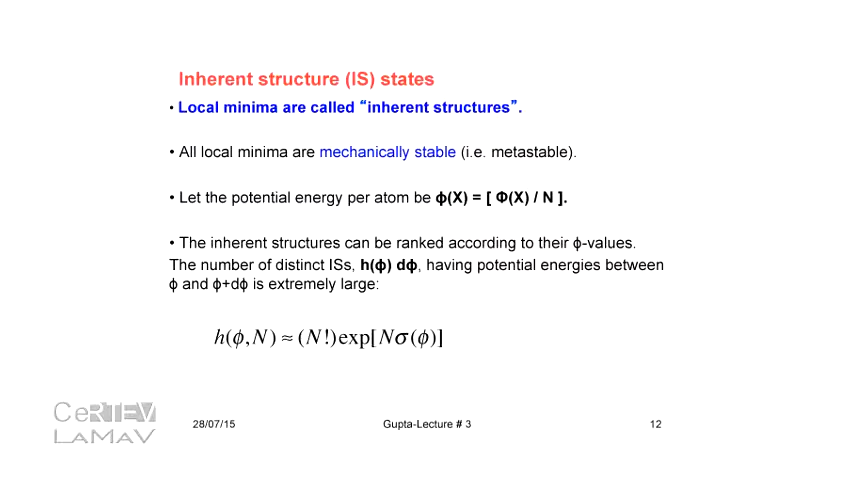 Inherent structure (IS) states
• Local minima are called “inherent structures”.
• All local minima are mechanically stable (i.e. metastable).
• Let the potential energy per atom be ϕ(X) = [ Φ(X) / N ].
• The inherent structures can be ranked according to their ϕ-values.
The number of distinct ISs, h(ϕ) dϕ, having potential energies between
ϕ and ϕ+dϕ is extremely large:
h(ϕ,N) ≈ (N!)exp[Nσ(ϕ)]
CeRTEV
LaMaV
28/07/15 Gupta-Lecture # 3 12